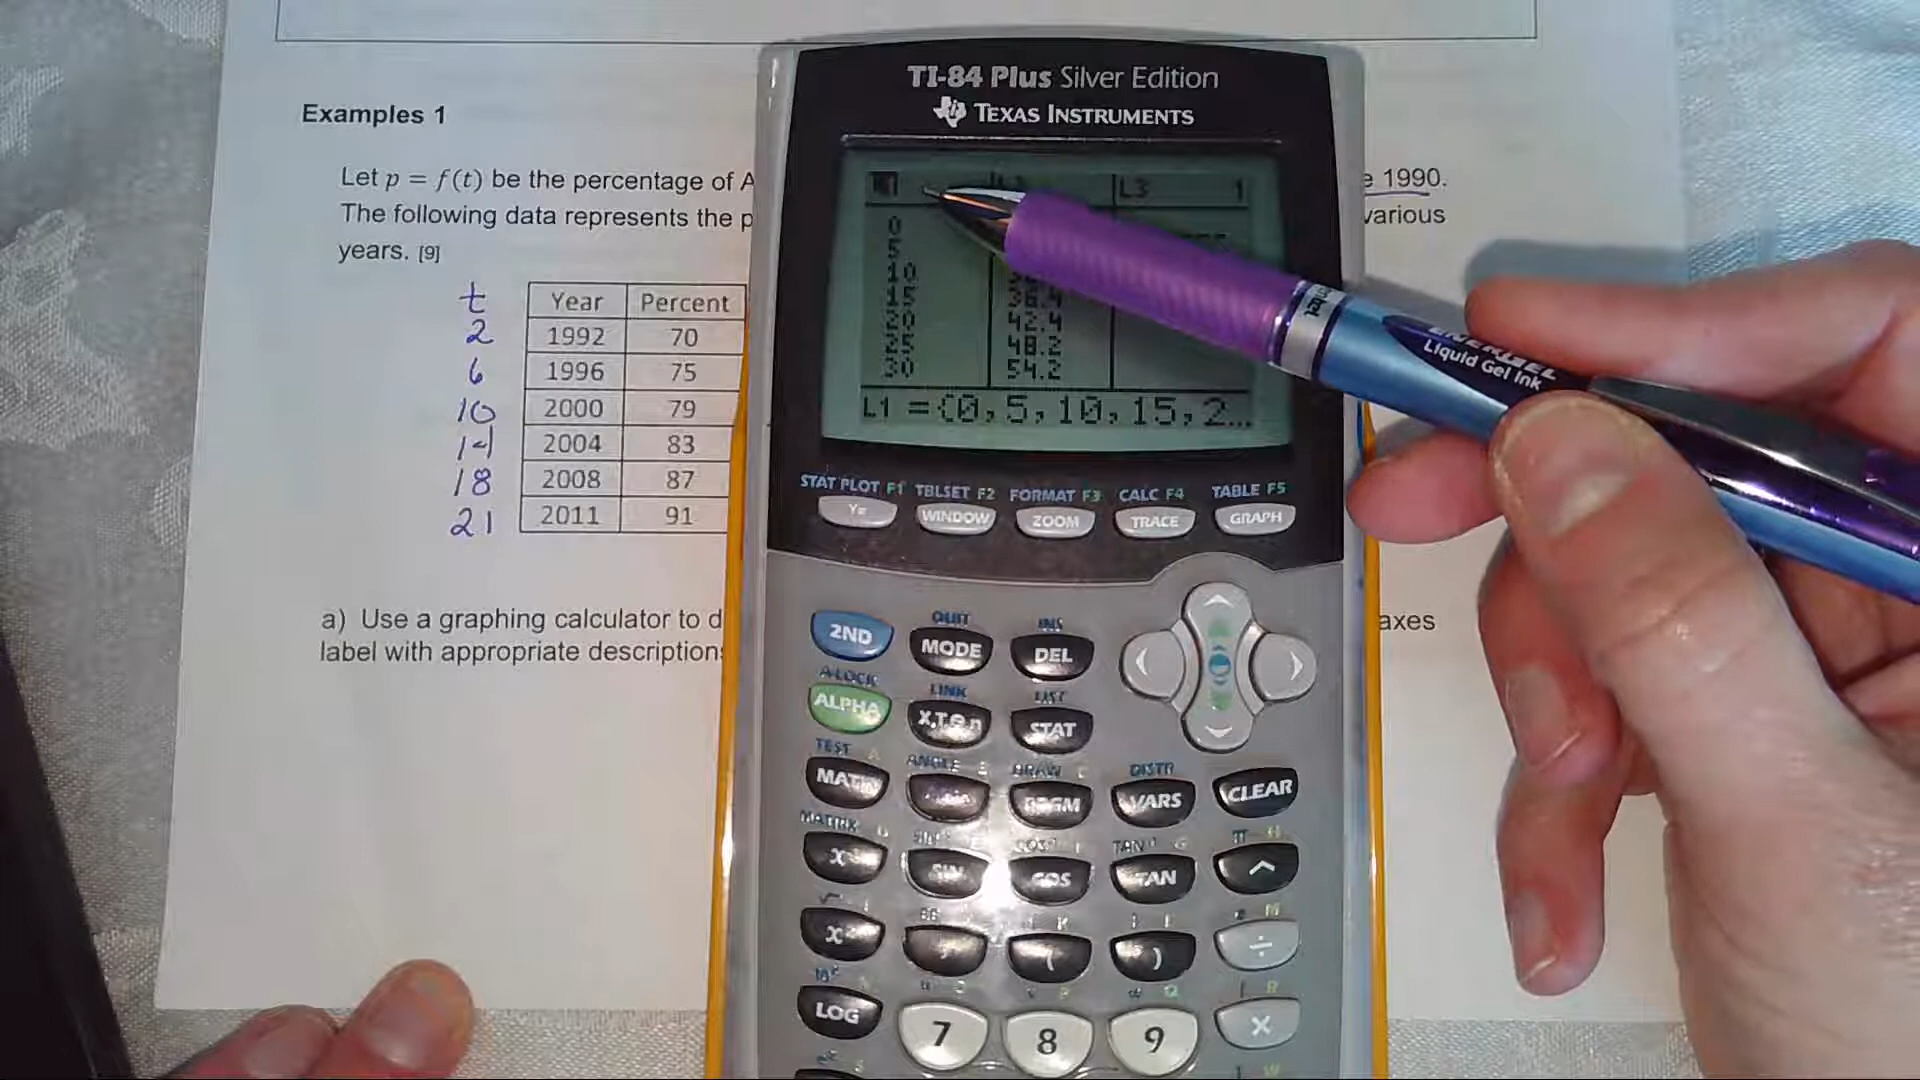 Examples 1
Let p = f(t) be the percentage of A
e 1990.
The following data represents the p
various
years. [9]
t Year Percent
2 1992 70
6 1996 75
10 2000 79
14 2004 83
18 2008 87
21 2011 91
a) Use a graphing calculator to d
axes
label with appropriate descriptions
TI-84 Plus Silver Edition
TEXAS INSTRUMENTS
L3 1
0
5
10
15 36.4
20 42.4
25 48.2
30 54.2
L1 ={0,5,10,15,2...
STAT PLOT F1 TBLSET F2 FORMAT F3 CALC F4 TABLE F5
Y= WINDOW ZOOM TRACE GRAPH
QUIT INS
2ND MODE DEL
A-LOCK LINK LIST
ALPHA X,T,Θ,n STAT
TEST A ANGLE B DRAW C DISTR
MATH PRGM VARS CLEAR
MATRIX D TAN G
SIN COS TAN ^
( ) ÷
LOG 7 8 9 ×
ENERGEL
Liquid Gel Ink